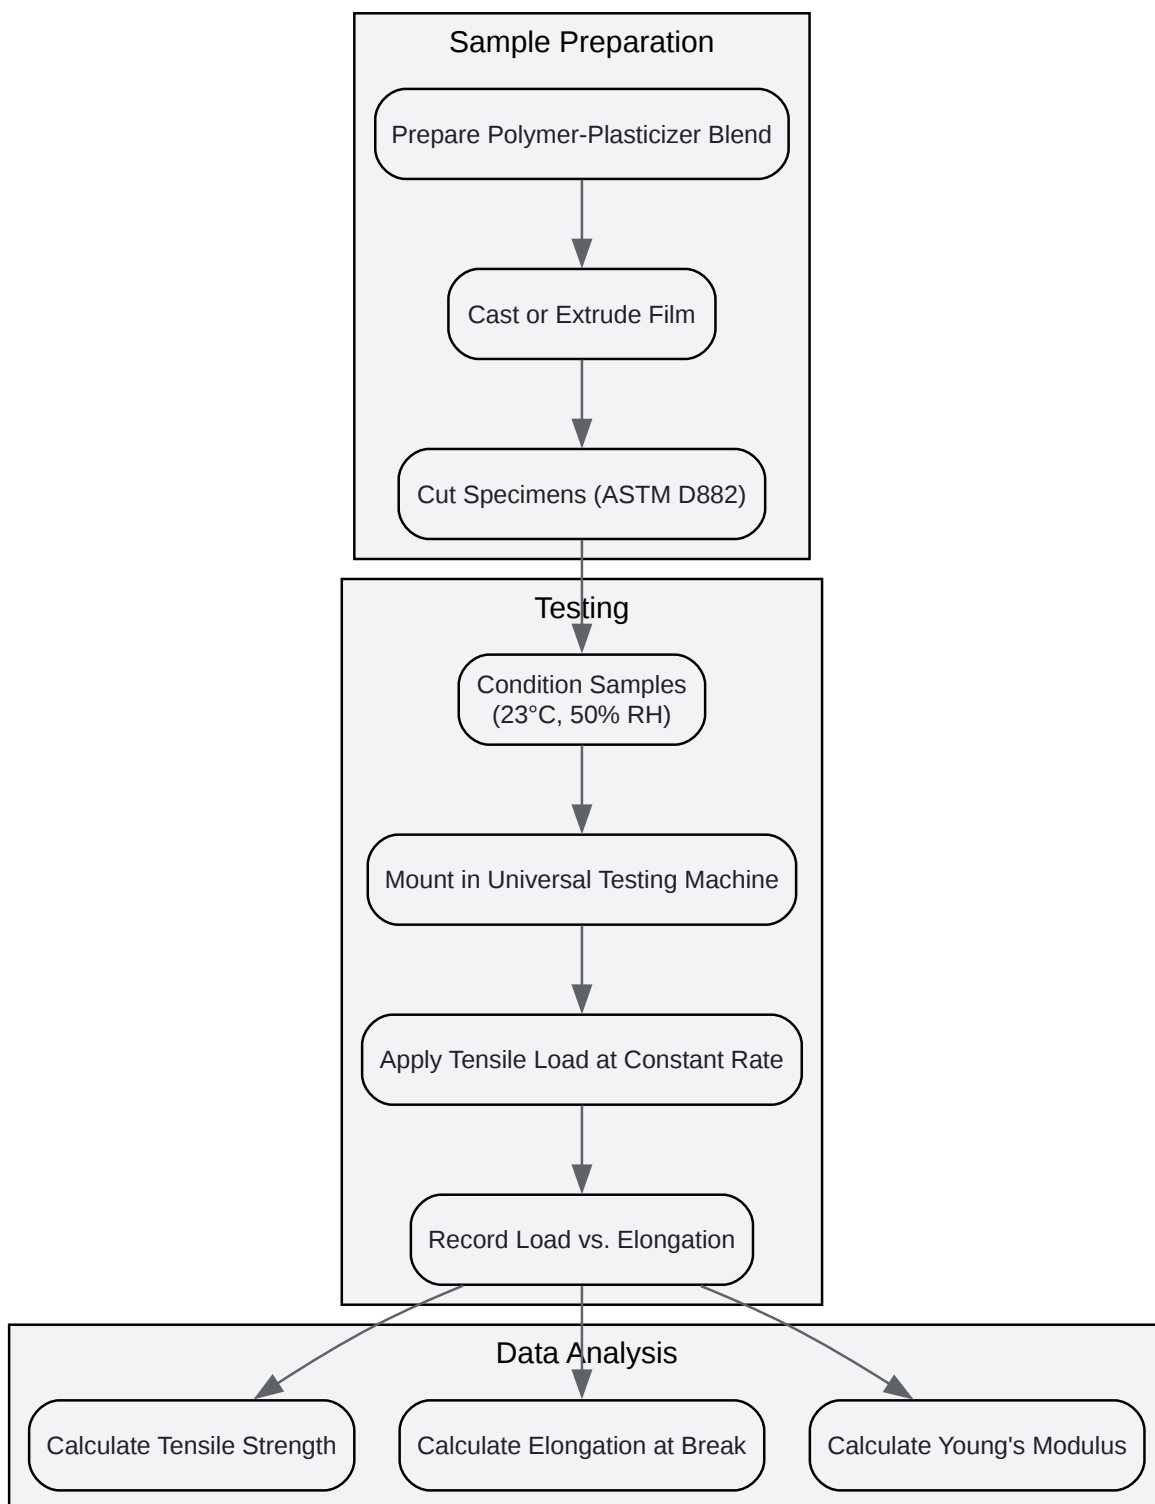 Sample Preparation
Prepare Polymer-Plasticizer Blend
Cast or Extrude Film
Cut Specimens (ASTM D882)
Testing
Condition Samples
(23°C, 50% RH)
Mount in Universal Testing Machine
Apply Tensile Load at Constant Rate
Record Load vs. Elongation
Data Analysis
Calculate Tensile Strength
Calculate Elongation at Break
Calculate Young's Modulus